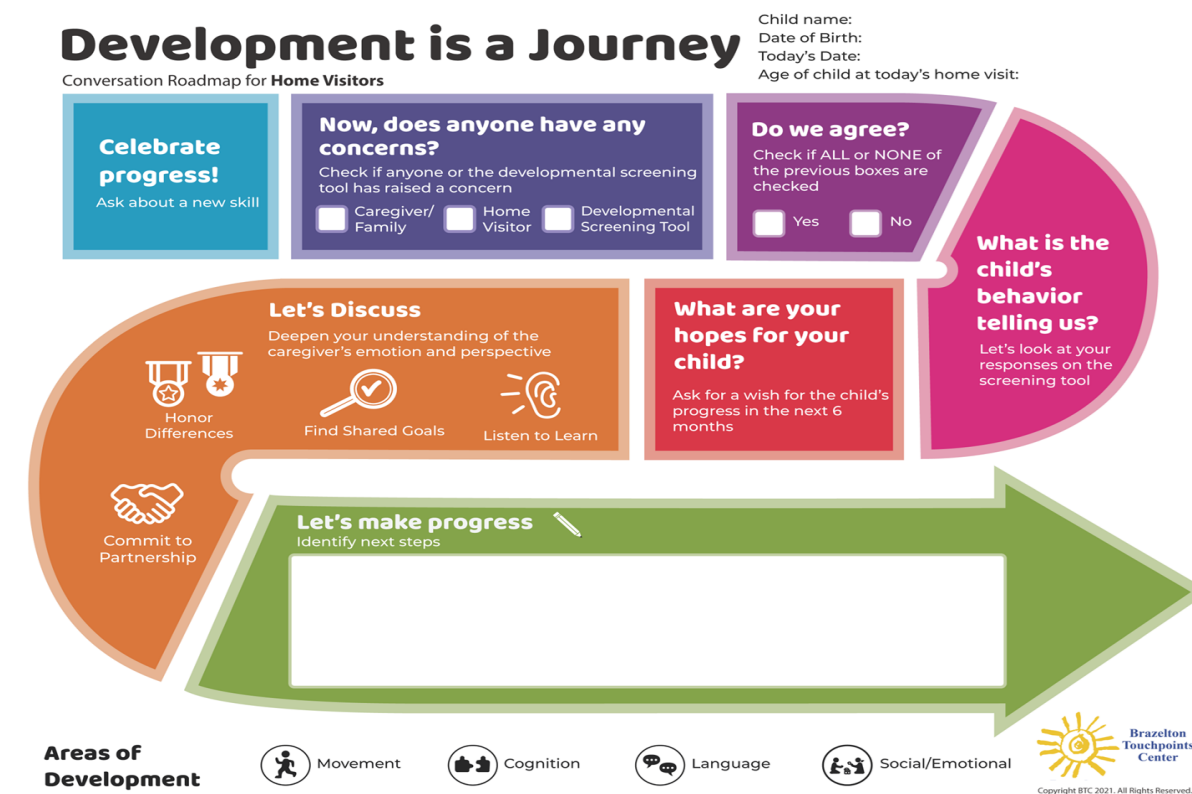 Development is a Journey
Conversation Roadmap for Home Visitors
Child name:
Date of Birth:
Today's Date:
Age of child at today's home visit:
Celebrate
progress!
Ask about a new skill
Now, does anyone have any
concerns?
Check if anyone or the developmental screening
tool has raised a concern
Caregiver/
Family
Home
Visitor
Developmental
Screening Tool
Do we agree?
Check if ALL or NONE of
the previous boxes are
checked
Yes
No
What is the
child's
behavior
telling us?
Let's look at your
responses on the
screening tool
What are your
hopes for your
child?
Ask for a wish for the child's
progress in the next 6
months
Let's Discuss
Deepen your understanding of the
caregiver's emotion and perspective
Honor
Differences
Find Shared Goals
Listen to Learn
Commit to
Partnership
Let's make progress
Identify next steps
Areas of
Development
Movement
Cognition
Language
Social/Emotional
Brazelton
Touchpoints
Center
Copyright BTC 2021. All Rights Reserved.